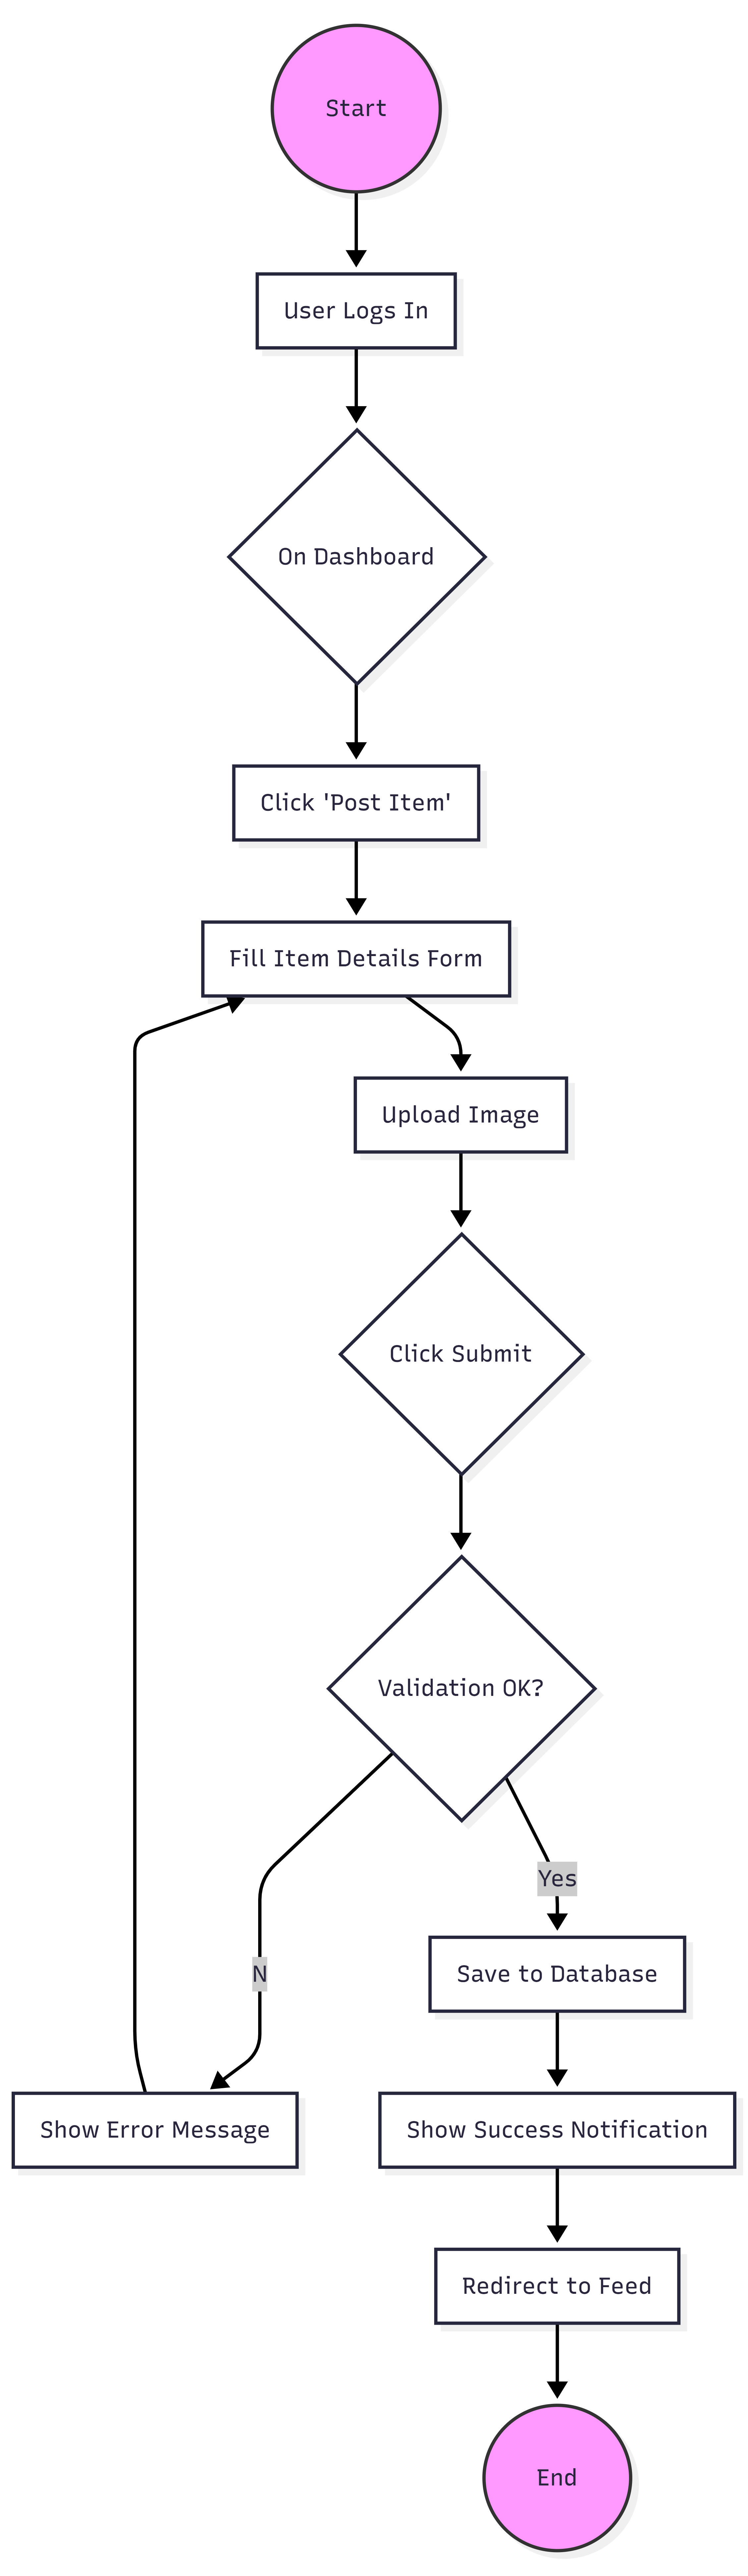 Start
User Logs In
On Dashboard
Click 'Post Item'
Fill Item Details Form
Upload Image
Click Submit
Validation OK?
Yes
N
Save to Database
Show Error Message
Show Success Notification
Redirect to Feed
End